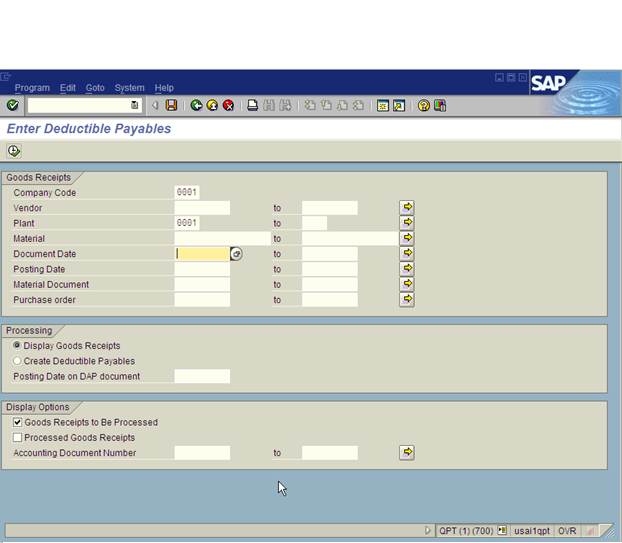 Program Edit Goto System Help
SAP
Enter Deductible Payables
Goods Receipts
Company Code 0001
Vendor to
Plant 0001 to
Material to
Document Date to
Posting Date to
Material Document to
Purchase order to
Processing
Display Goods Receipts
Create Deductible Payables
Posting Date on DAP document
Display Options
Goods Receipts to Be Processed
Processed Goods Receipts
Accounting Document Number to
QPT (1) (700) usai1qpt OVR